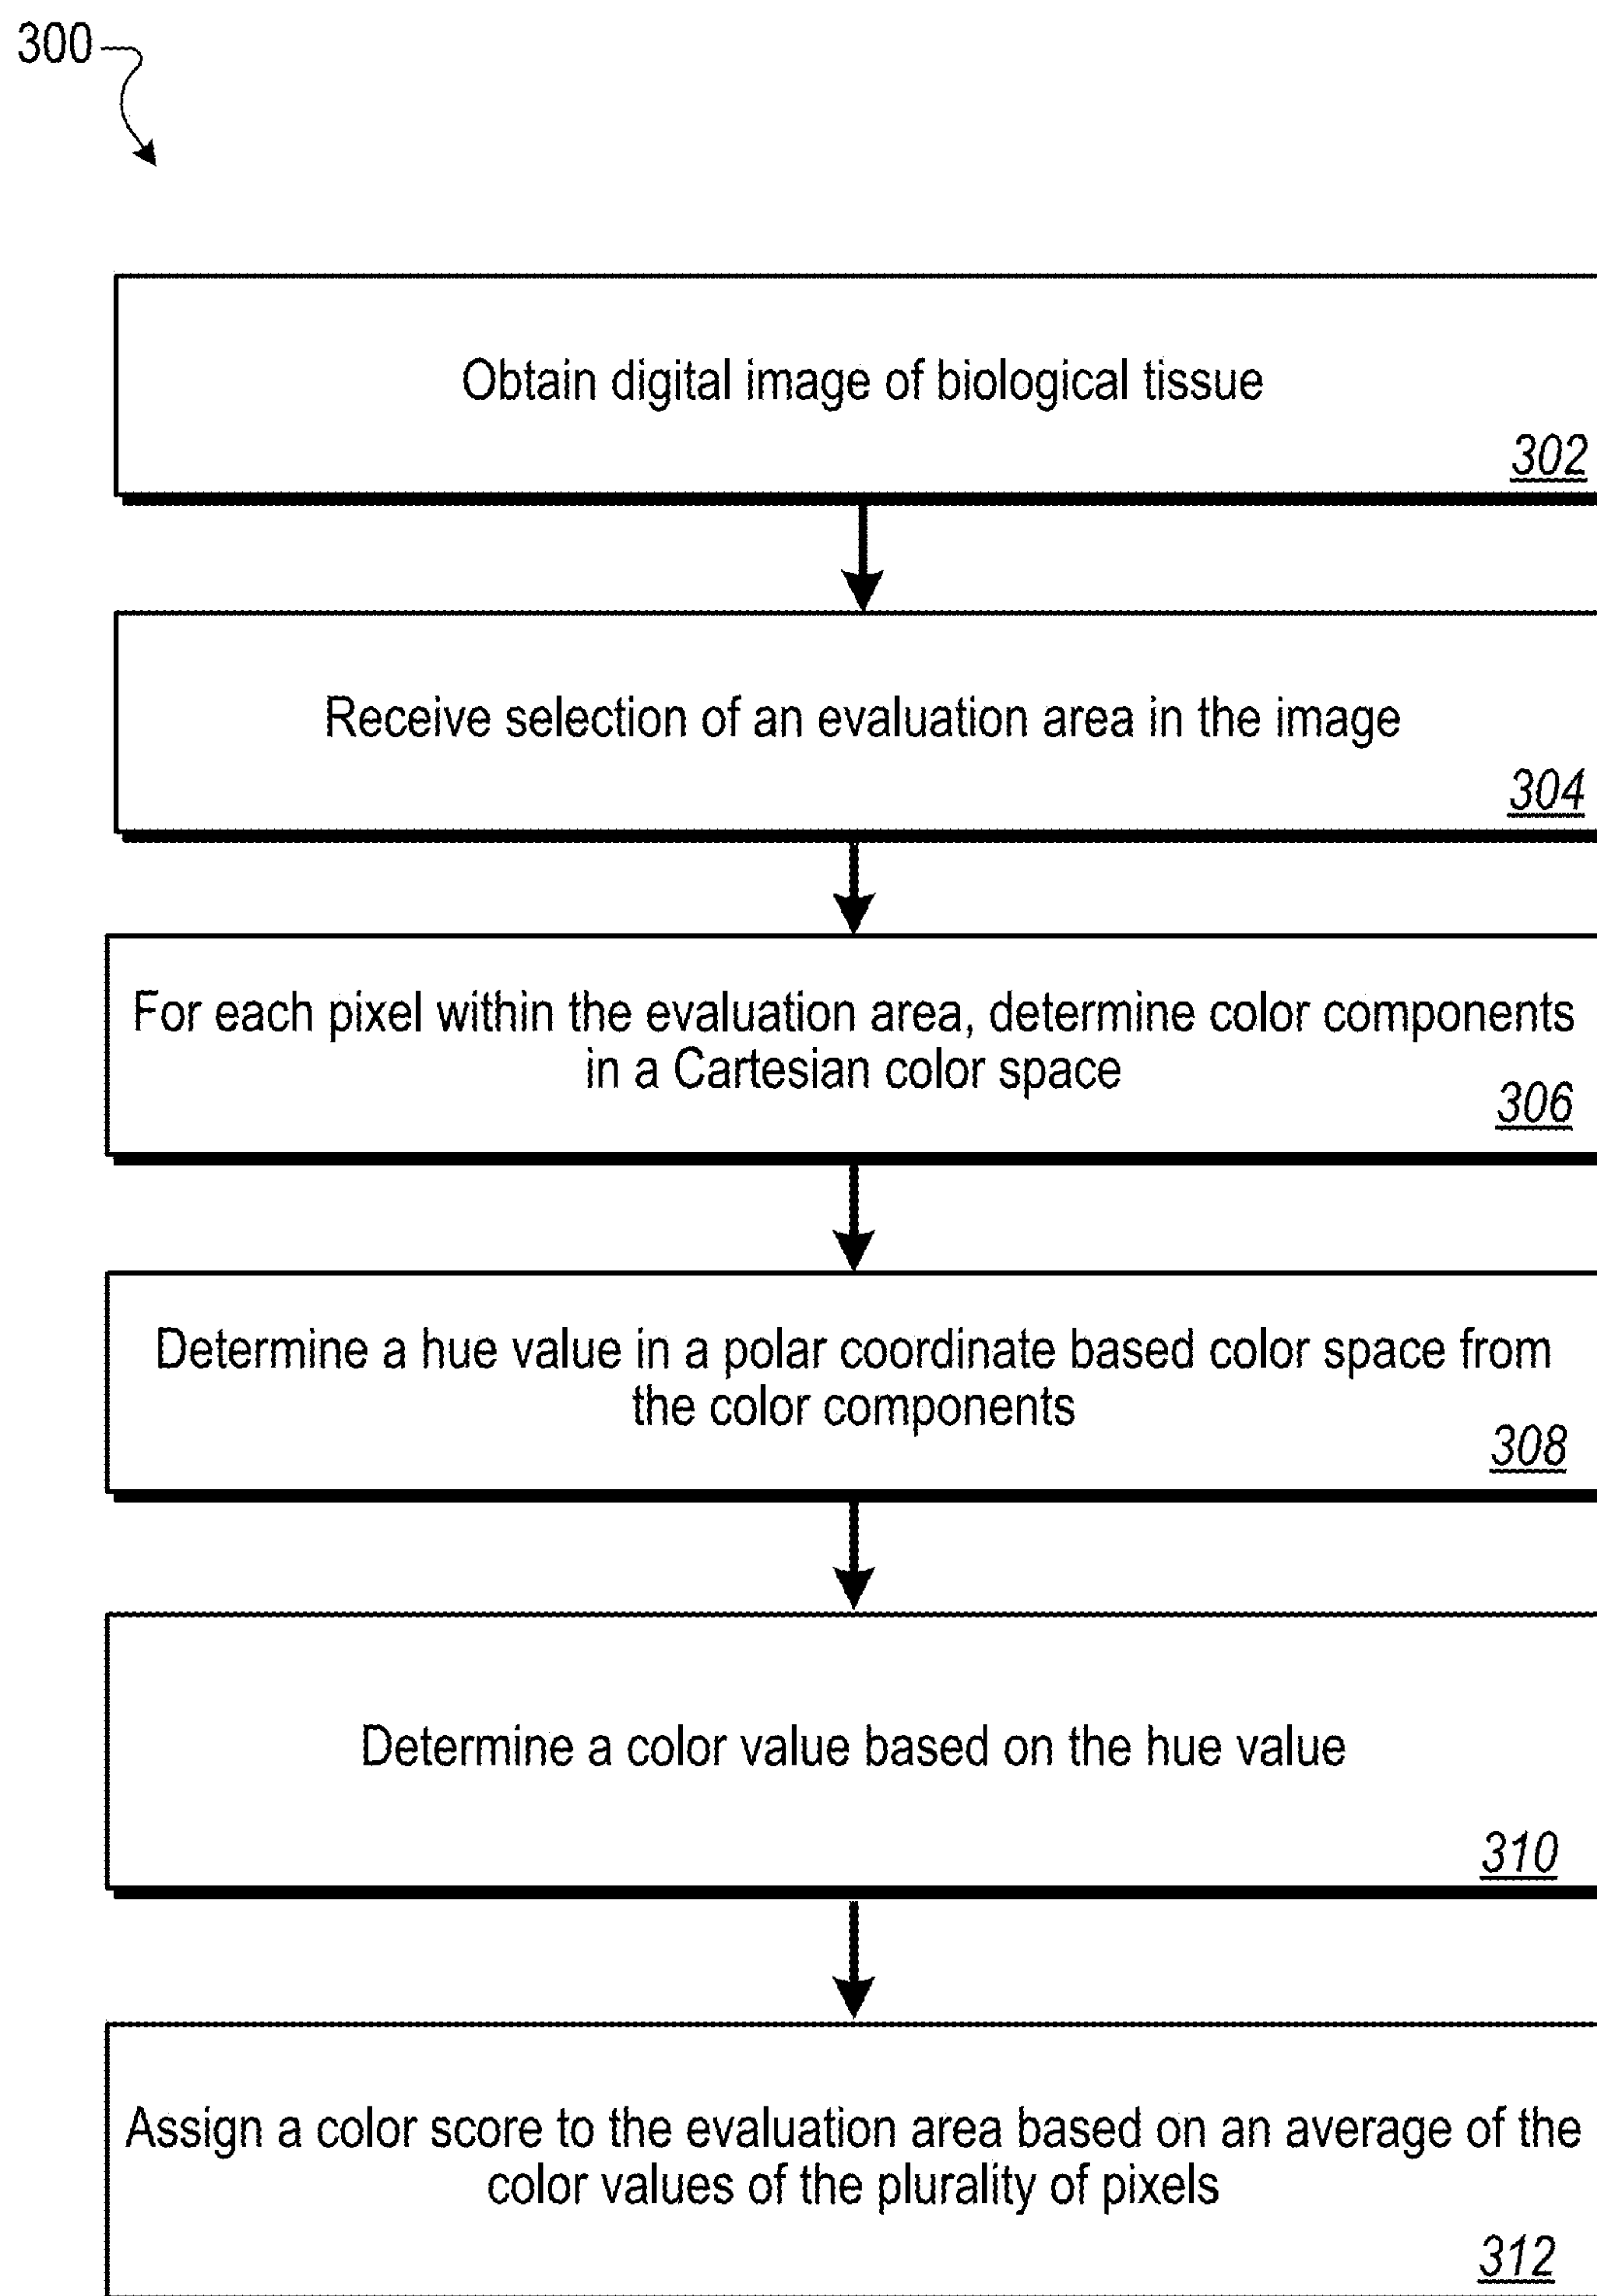 300
Obtain digital image of biological tissue
302
Receive selection of an evaluation area in the image
304
For each pixel within the evaluation area, determine color components
in a Cartesian color space
306
Determine a hue value in a polar coordinate based color space from
the color components
308
Determine a color value based on the hue value
310
Assign a color score to the evaluation area based on an average of the
color values of the plurality of pixels
312